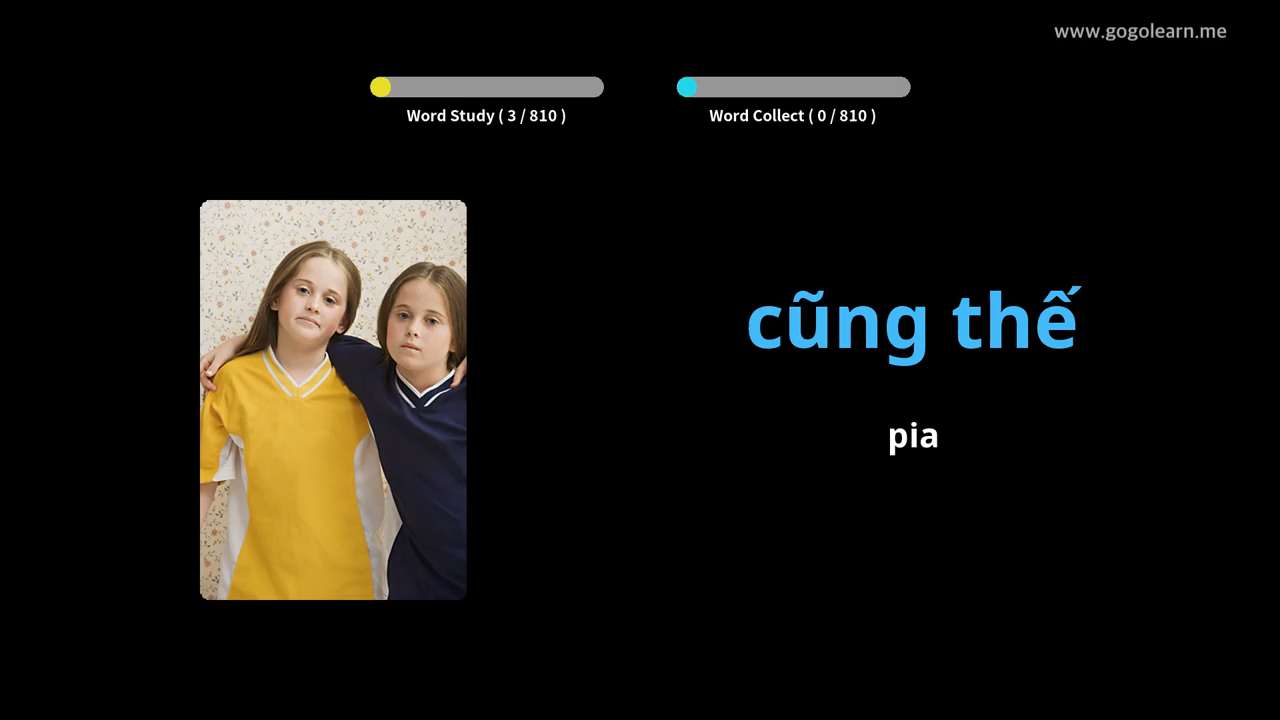 www.gogolearn.me
Word Study ( 3 / 810 )
Word Collect ( 0 / 810 )
cũng thế
pia